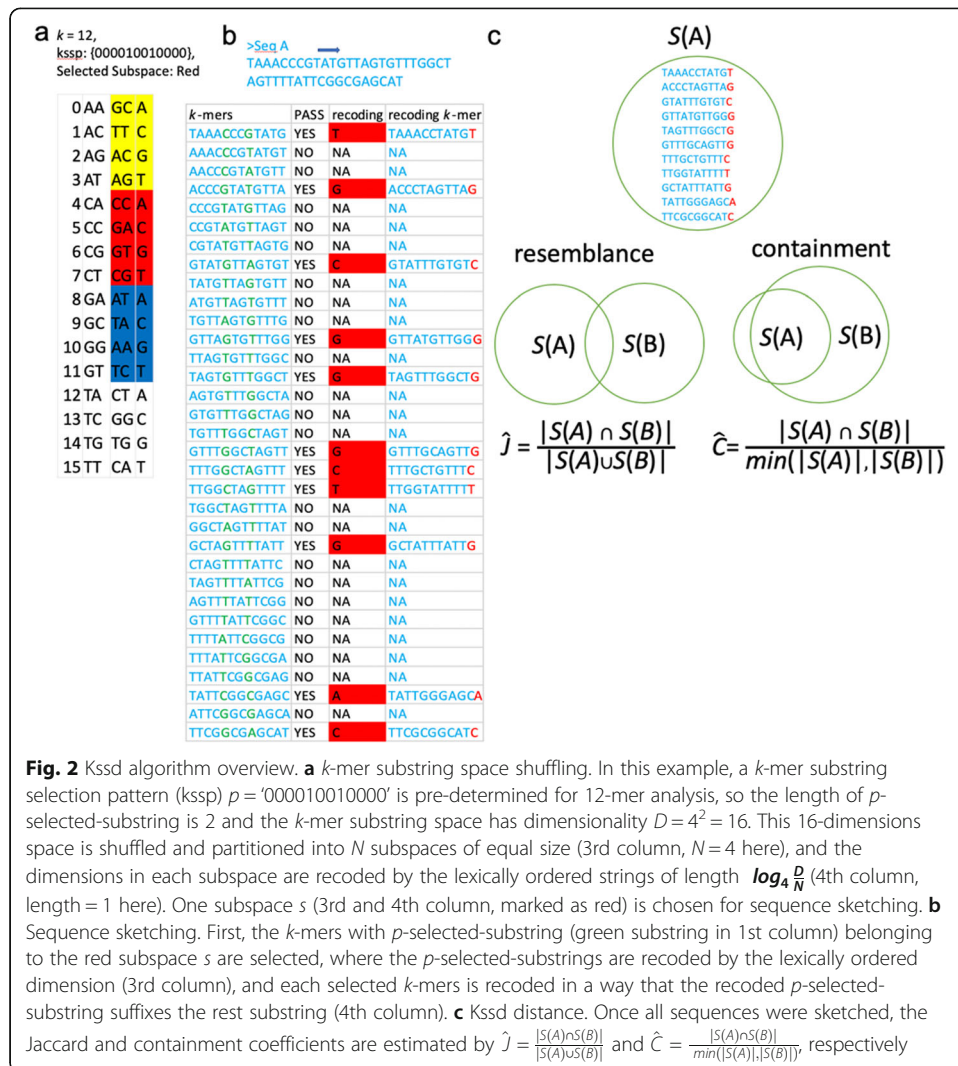 a
k = 12,
kssp: {000010010000},
Selected Subspace: Red
0 AA GC A
1 AC TT C
2 AG AC G
3 AT AG T
4 CA CC A
5 CC GA C
6 CG GT G
7 CT CG T
8 GA AT A
9 GC TA C
10 GG AA G
11 GT TC T
12 TA CT A
13 TC GG C
14 TG TG G
15 TT CA T
b
>Seq A
TAAACCCGTATGTTAGTGTTTGGCT
AGTTTTATTCGGCGAGCAT
k-mers PASS recoding recoding k-mer
TAAACCCGTATG YES T TAAACCTATGT
AAACCCGTATGT NO NA NA
AACCCGTATGTT NO NA NA
ACCCGTATGTTA YES G ACCCTAGTTAG
CCCGTATGTTAG NO NA NA
CCGTATGTTAGT NO NA NA
CGTATGTTAGTG NO NA NA
GTATGTTAGTGT YES C GTATTTGTGTC
TATGTTAGTGTT NO NA NA
ATGTTAGTGTTT NO NA NA
TGTTAGTGTTTG NO NA NA
GTTAGTGTTTGG YES G GTTATGTTGGG
TTAGTGTTTGGC NO NA NA
TAGTGTTTGGCT YES G TAGTTTGGCTG
AGTGTTTGGCTA NO NA NA
GTGTTTGGCTAG NO NA NA
TGTTTGGCTAGT NO NA NA
GTTTGGCTAGTT YES G GTTTGCAGTTG
TTTGGCTAGTTT YES C TTTGCTGTTTC
TTGGCTAGTTTT YES T TTGGTATTTTT
TGGCTAGTTTTA NO NA NA
GGCTAGTTTTAT NO NA NA
GCTAGTTTTATT YES G GCTATTTATTG
CTAGTTTTATTC NO NA NA
TAGTTTTATTCG NO NA NA
AGTTTTATTCGG NO NA NA
GTTTTATTCGGC NO NA NA
TTTTATTCGGCG NO NA NA
TTTATTCGGCGA NO NA NA
TTATTCGGCGAG NO NA NA
TATTCGGCGAGC YES A TATTGGGAGCA
ATTCGGCGAGCA NO NA NA
TTCGGCGAGCAT YES C TTCGCGGCATC
c
S(A)
TAAACCTATGT
ACCCTAGTTAG
GTATTTGTGTC
GTTATGTTGGG
TAGTTTGGCTG
GTTTGCAGTTG
TTTGCTGTTTC
TTGGTATTTTT
GCTATTTATTG
TATTGGGAGCA
TTCGCGGCATC
resemblance
containment
S(A) S(B)
S(A) S(B)
Ĵ = |S(A) ∩ S(B)| / |S(A)∪S(B)|
Ĉ= |S(A) ∩ S(B)| / min(|S(A)|,|S(B)|)
Fig. 2 Kssd algorithm overview. a k-mer substring space shuffling. In this example, a k-mer substring
selection pattern (kssp) p = '000010010000' is pre-determined for 12-mer analysis, so the length of p-
selected-substring is 2 and the k-mer substring space has dimensionality D = 4² = 16. This 16-dimensions
space is shuffled and partitioned into N subspaces of equal size (3rd column, N = 4 here), and the
dimensions in each subspace are recoded by the lexically ordered strings of length log₄ D/N (4th column,
length = 1 here). One subspace s (3rd and 4th column, marked as red) is chosen for sequence sketching. b
Sequence sketching. First, the k-mers with p-selected-substring (green substring in 1st column) belonging
to the red subspace s are selected, where the p-selected-substrings are recoded by the lexically ordered
dimension (3rd column), and each selected k-mers is recoded in a way that the recoded p-selected-
substring suffixes the rest substring (4th column). c Kssd distance. Once all sequences were sketched, the
Jaccard and containment coefficients are estimated by Ĵ = |S(A)∩S(B)| / |S(A)∪S(B)| and Ĉ = |S(A)∩S(B)| / min(|S(A)|,|S(B)|), respectively